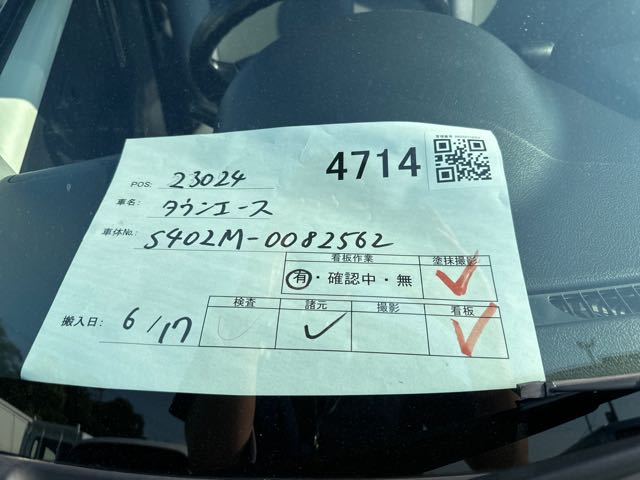 4714
POS: 23024
車名: タウンエース
車体No.: S402M-0082562
看板作業 塗抹撮影
有・確認中・無 ✓
検査 諸元 撮影 看板
搬入日: 6/17 ✓ ✓ ✓